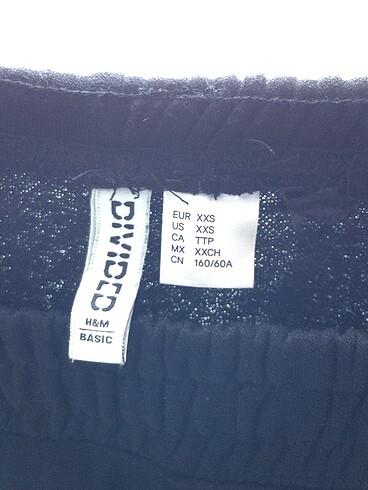 DIVIDED
H&M
BASIC
EUR XXS
US XXS
CA TTP
MX XXCH
CN 160/60A